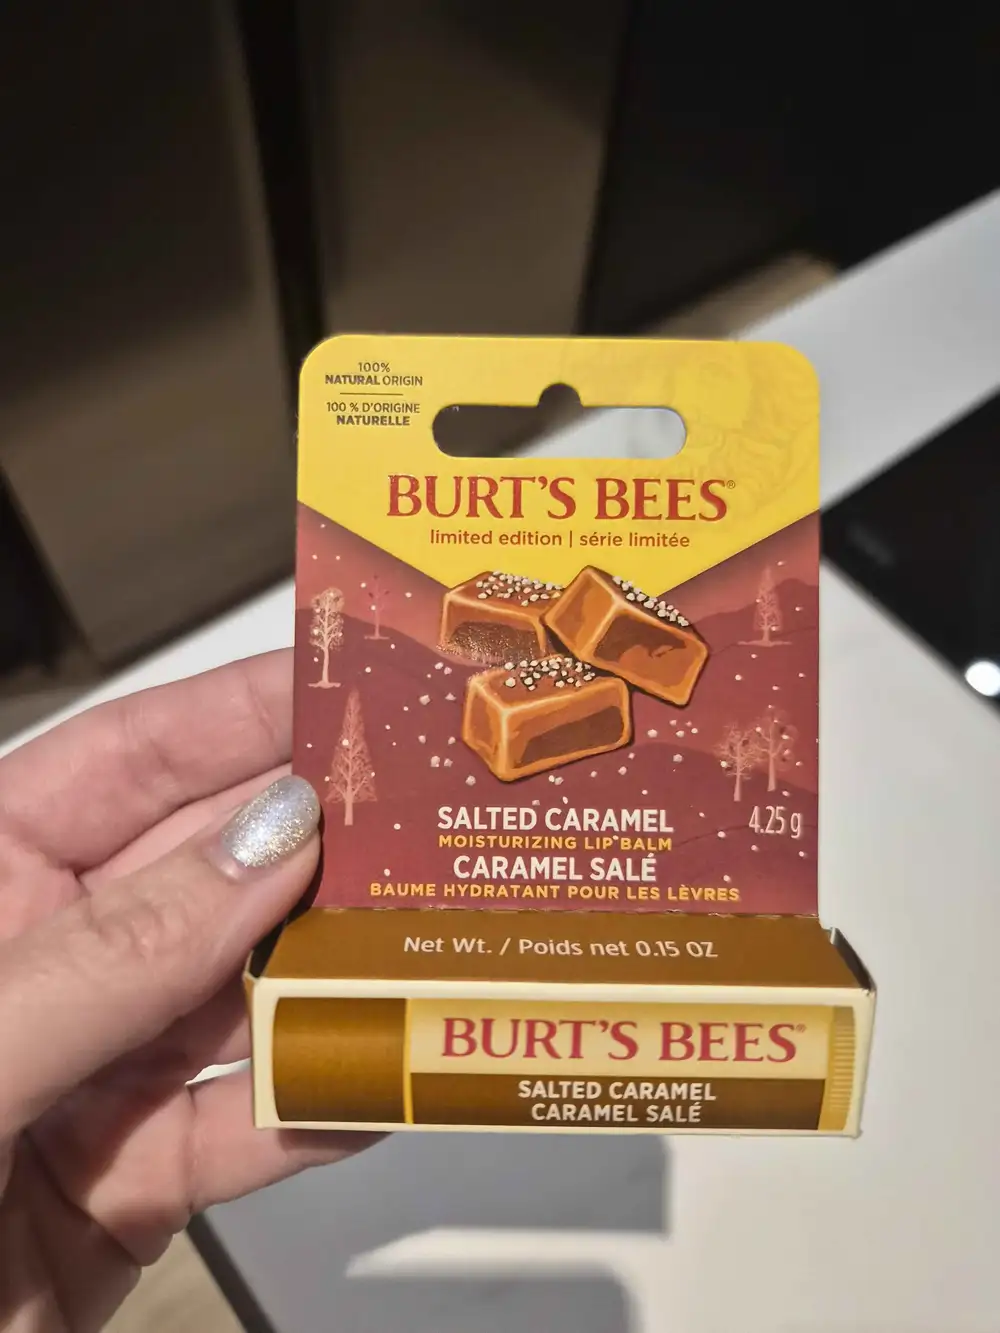 100%
NATURAL ORIGIN
100 % D'ORIGINE
NATURELLE
BURT'S BEES®
limited edition | série limitée
SALTED CARAMEL
4.25 g
MOISTURIZING LIP BALM
CARAMEL SALÉ
BAUME HYDRATANT POUR LES LÈVRES
Net Wt. / Poids net 0.15 OZ
BURT'S BEES®
SALTED CARAMEL
CARAMEL SALÉ